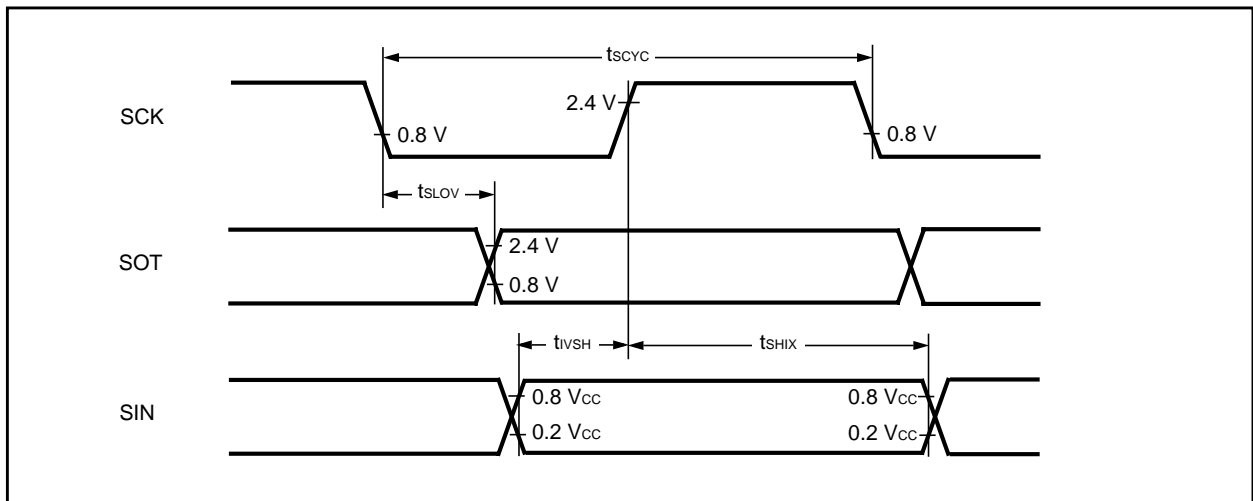 tSCYC
SCK
2.4 V
0.8 V
0.8 V
tSLOV
SOT
2.4 V
0.8 V
tIVSH
tSHIX
SIN
0.8 VCC
0.8 VCC
0.2 VCC
0.2 VCC